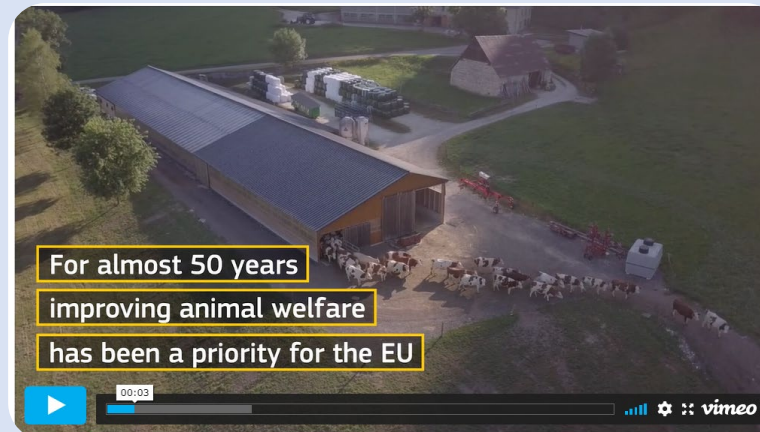 For almost 50 years
improving animal welfare
has been a priority for the EU
00:03
vimeo